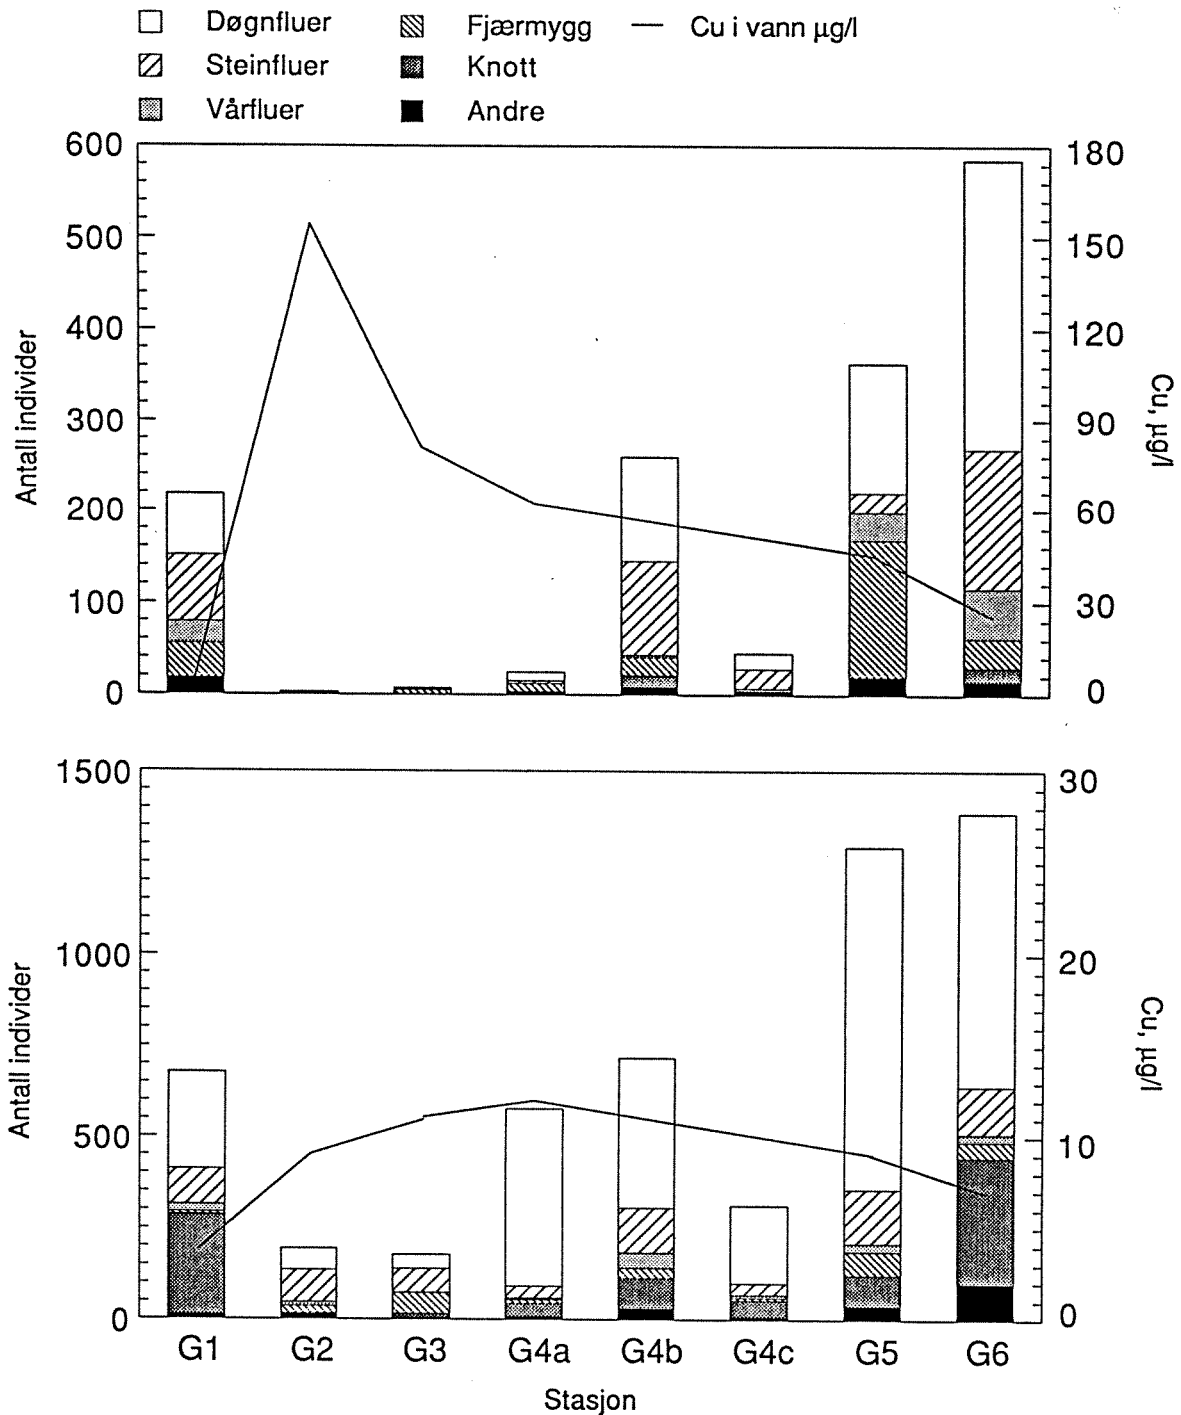 Døgnfluer Fjærmygg Cu i vann µg/l
Steinfluer Knott
Vårfluer Andre
600 180
500 150
400 120
300 90
200 60
100 30
0 0
Antall individer
Cu, µg/l
1500 30
1000 20
500 10
0 0
Antall individer
Cu, µg/l
G1 G2 G3 G4a G4b G4c G5 G6
Stasjon